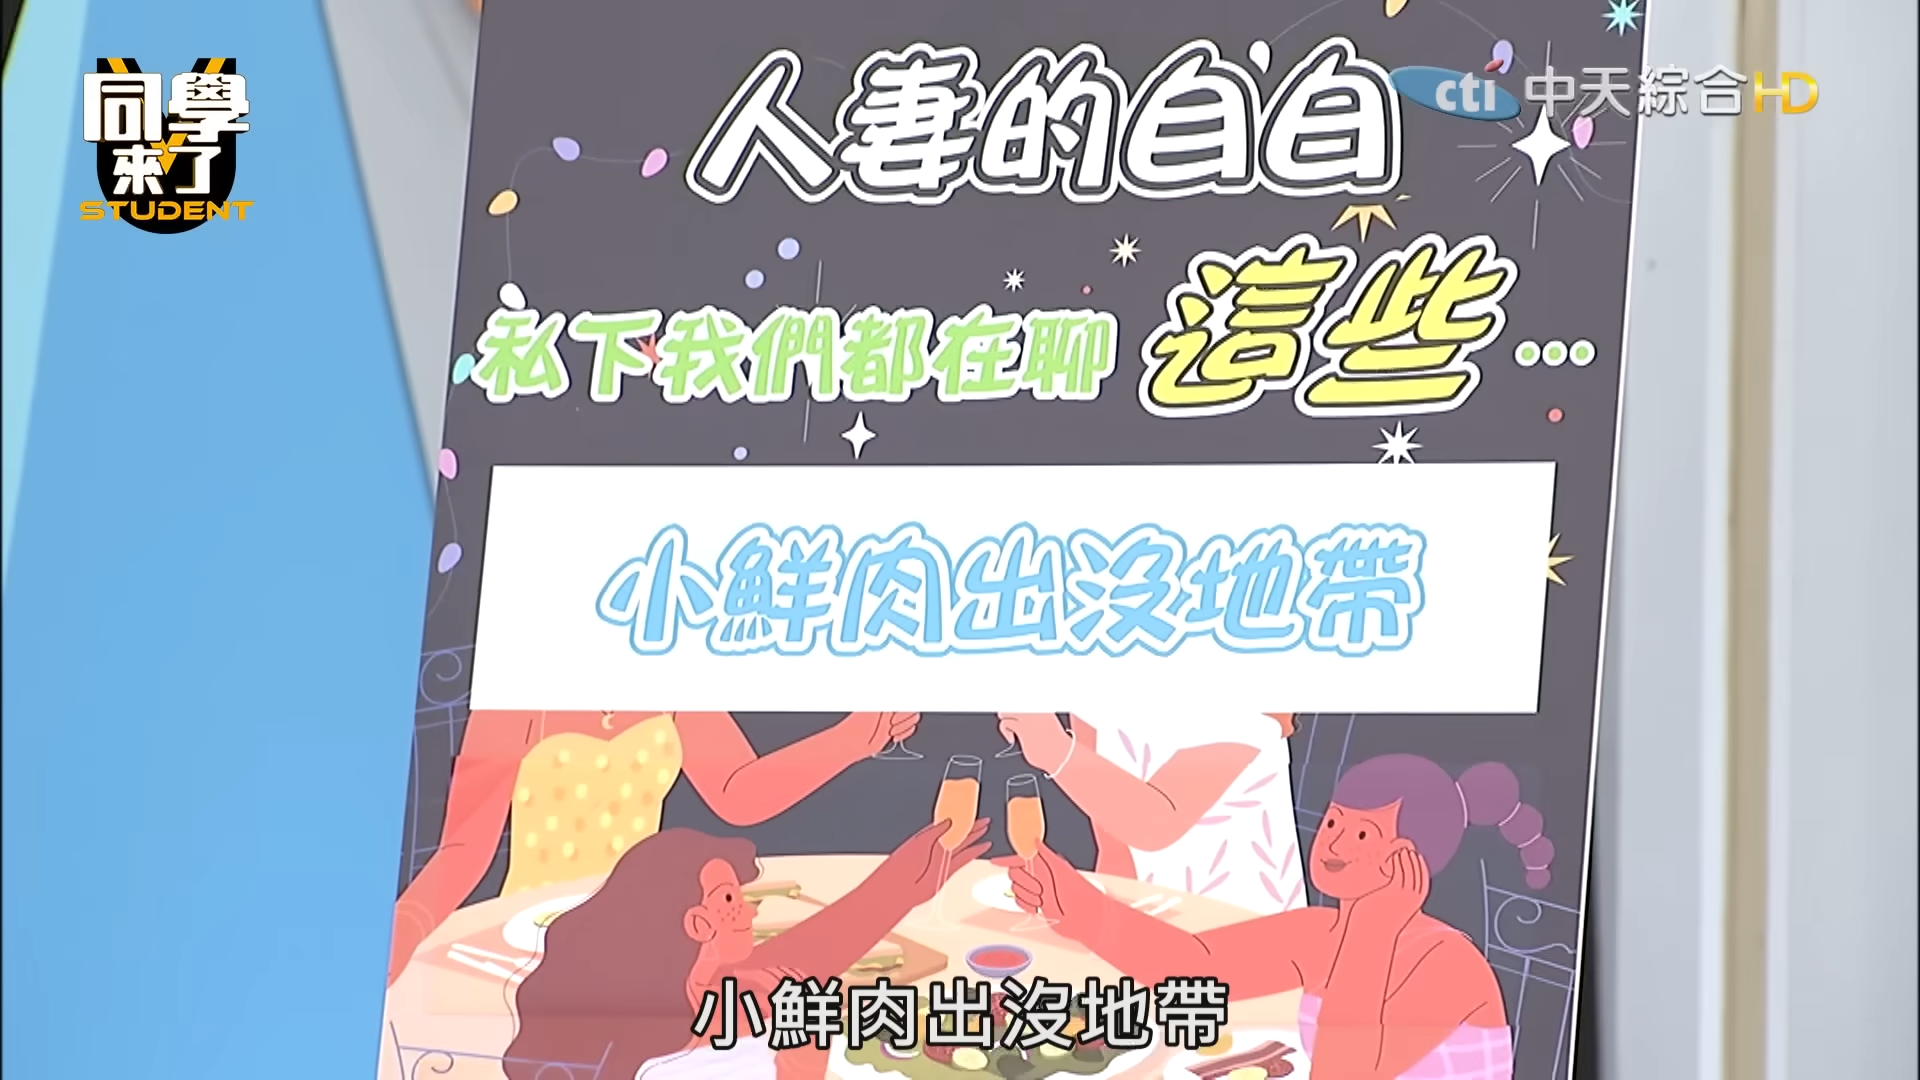 同學
來了
STUDENT
cti 中天綜合HD
人妻的自白
私下我們都在聊這些…
小鮮肉出沒地帶
小鮮肉出沒地帶